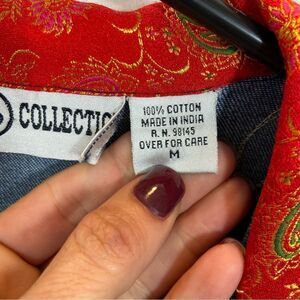 COLLECTIO
100% COTTON
MADE IN INDIA
R. N. 98145
OVER FOR CARE
M